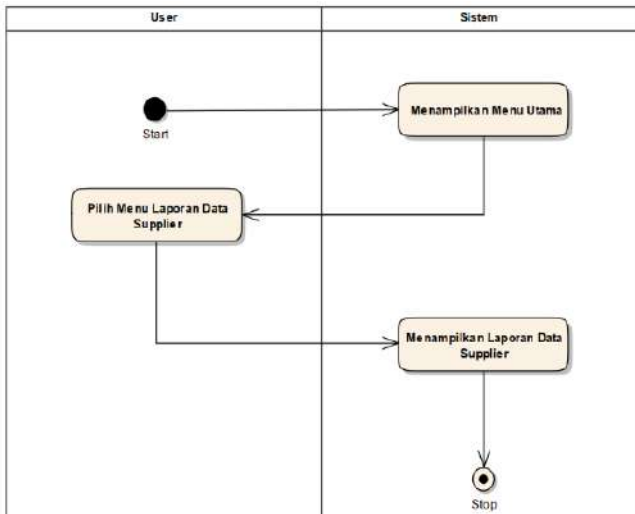 User
Sistem
Menampilkan Menu Utama
Start
Pilih Menu Laporan Data
Supplier
Menampilkan Laporan Data
Supplier
Stop